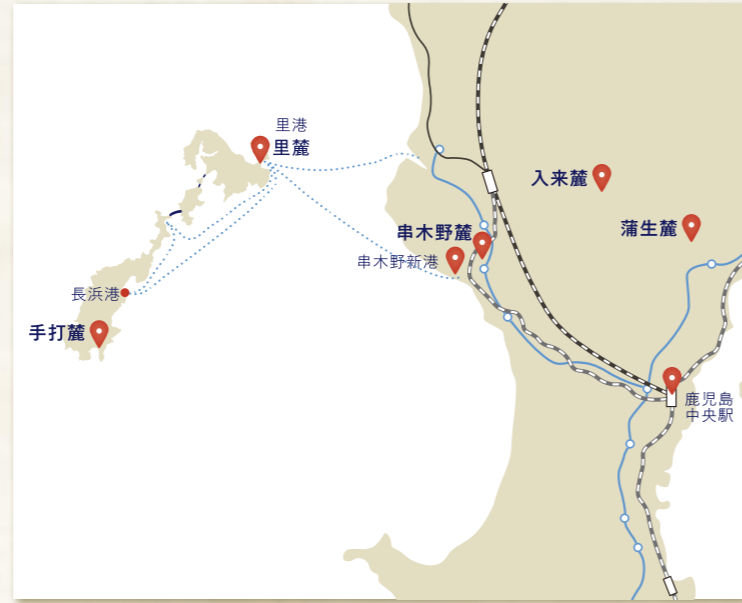 里港
里麓
入来麓
蒲生麓
串木野麓
串木野新港
長浜港
手打麓
鹿児島
中央駅